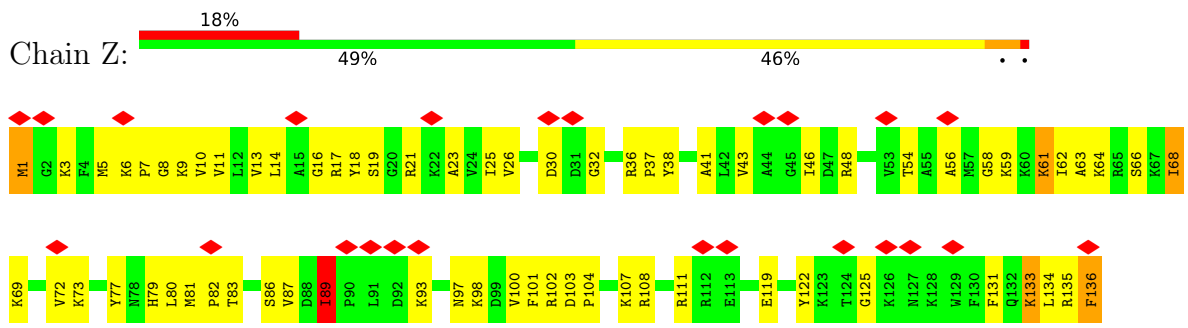 18%
Chain Z:
49% 46% • •
M1 G2 K3 F4 M5 K6 P7 G8 K9 V10 V11 L12 V13 L14 A15 G16 R17 Y18 S19 G20 R21 K22 A23 V24 I25 V26 D30 D31 G32 R36 P37 Y38 A41 L42 V43 A44 G45 I46 D47 R48 V53 T54 A55 A56 M57 G58 K59 K60 K61 I62 A63 K64 R65 S66 K67 I68
K69 V72 K73 Y77 N78 H79 L80 M81 P82 T83 S86 V87 D88 I89 P90 L91 D92 K93 N97 K98 D99 V100 F101 R102 D103 P104 K107 R108 R111 R112 E113 E119 Y122 K123 T124 G125 K126 N127 K128 W129 F130 F131 Q132 K133 L134 R135 F136